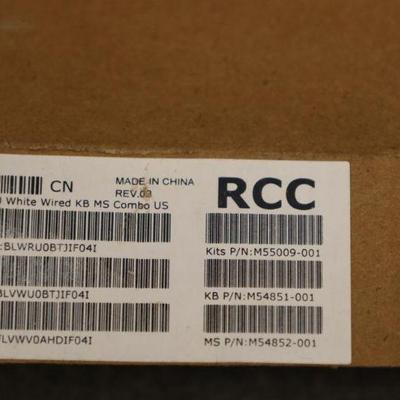 CN
MADE IN CHINA
REV.03
White Wired KB MS Combo US
RCC
:BLWRU0BTJIF04I
Kits P/N:M55009-001
BLVWU0BTJIF04I
KB P/N:M54851-001
FLVWV0AHDIF04I
MS P/N:M54852-001